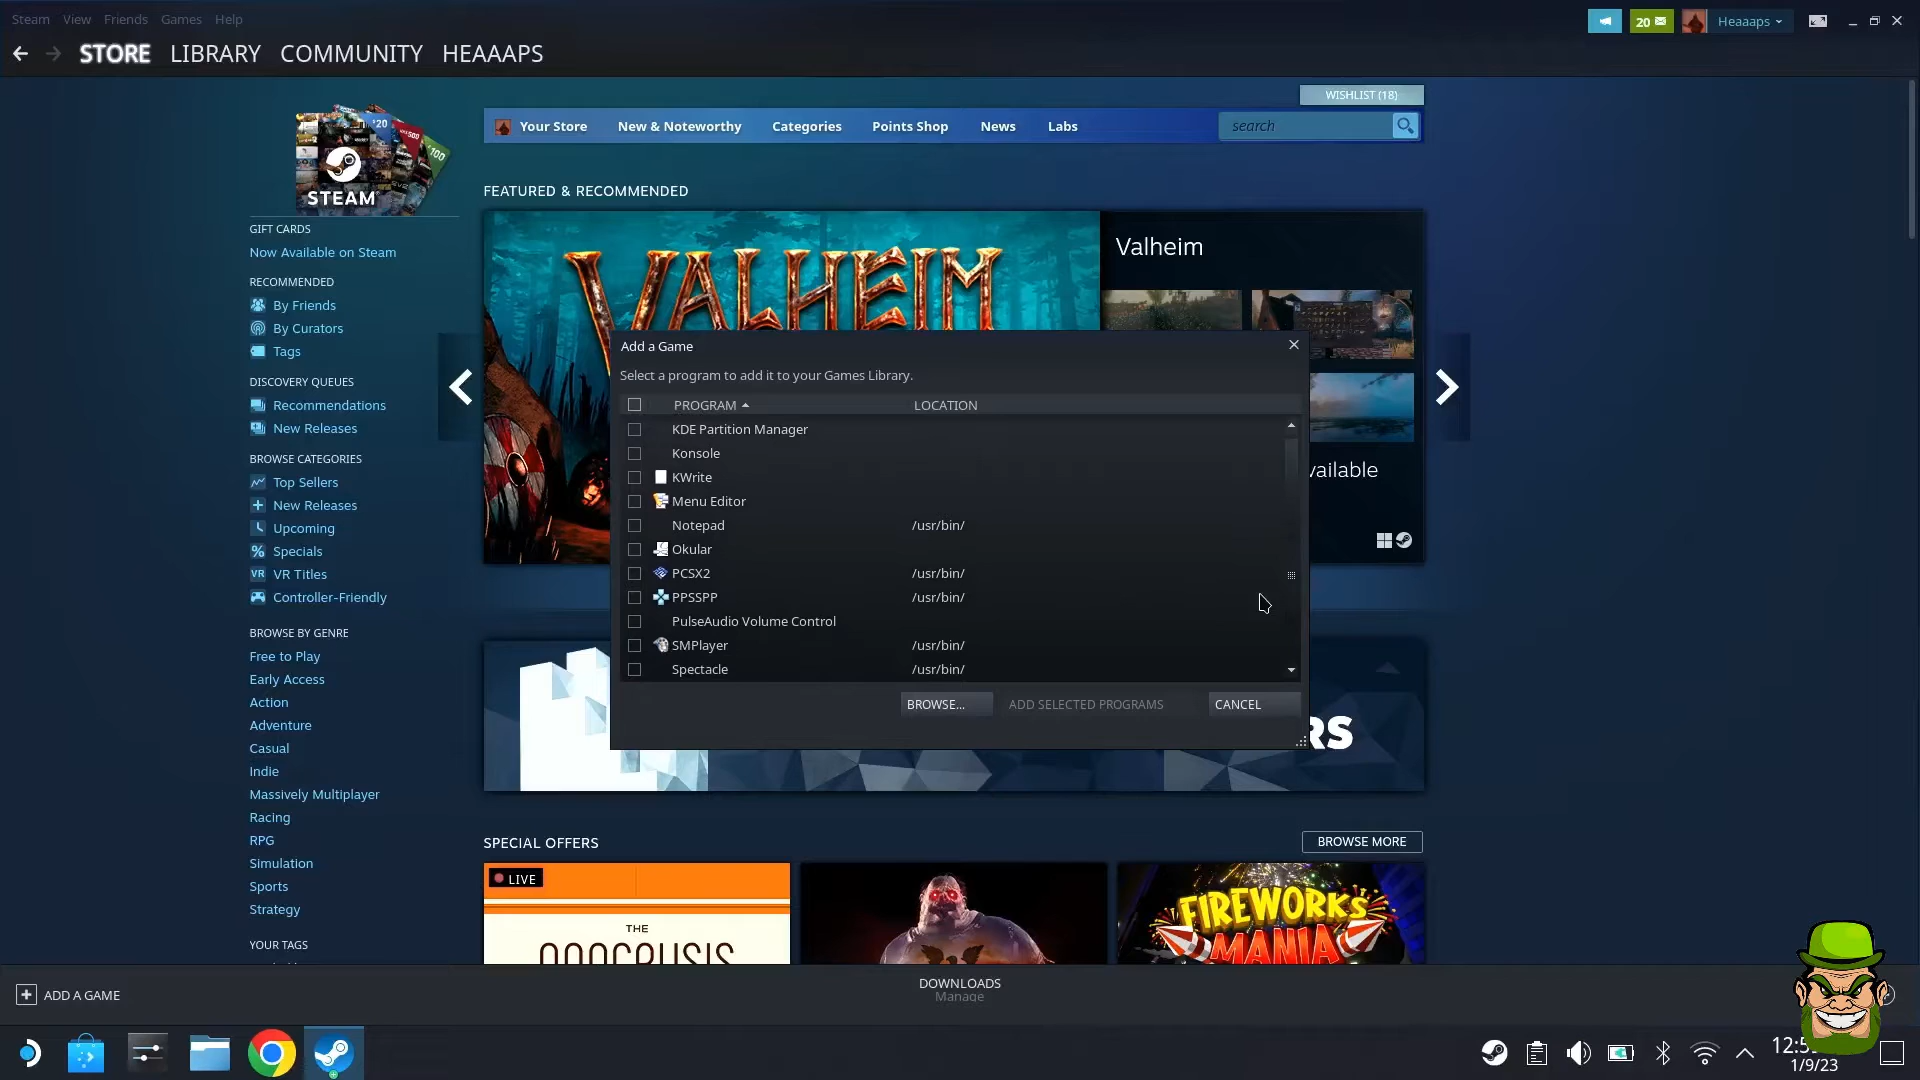 Steam View Friends Games Help
20
Heaaaps
STORE LIBRARY COMMUNITY HEAAAPS
WISHLIST (18)
Your Store New & Noteworthy Categories Points Shop News Labs
search
$20
$100
STEAM
GIFT CARDS
Now Available on Steam
RECOMMENDED
By Friends
By Curators
Tags
DISCOVERY QUEUES
Recommendations
New Releases
BROWSE CATEGORIES
Top Sellers
New Releases
Upcoming
Specials
VR VR Titles
Controller-Friendly
BROWSE BY GENRE
Free to Play
Early Access
Action
Adventure
Casual
Indie
Massively Multiplayer
Racing
RPG
Simulation
Sports
Strategy
YOUR TAGS
FEATURED & RECOMMENDED
VALHEIM
Valheim
vailable
Add a Game
Select a program to add it to your Games Library.
PROGRAM LOCATION
KDE Partition Manager
Konsole
KWrite
Menu Editor
Notepad /usr/bin/
Okular
PCSX2 /usr/bin/
PPSSPP /usr/bin/
PulseAudio Volume Control
SMPlayer /usr/bin/
Spectacle /usr/bin/
BROWSE... ADD SELECTED PROGRAMS CANCEL
RS
SPECIAL OFFERS
BROWSE MORE
LIVE
THE
ANACRUSIS
FIREWORKS
MANIA
+ ADD A GAME
DOWNLOADS
Manage
12:5
1/9/23